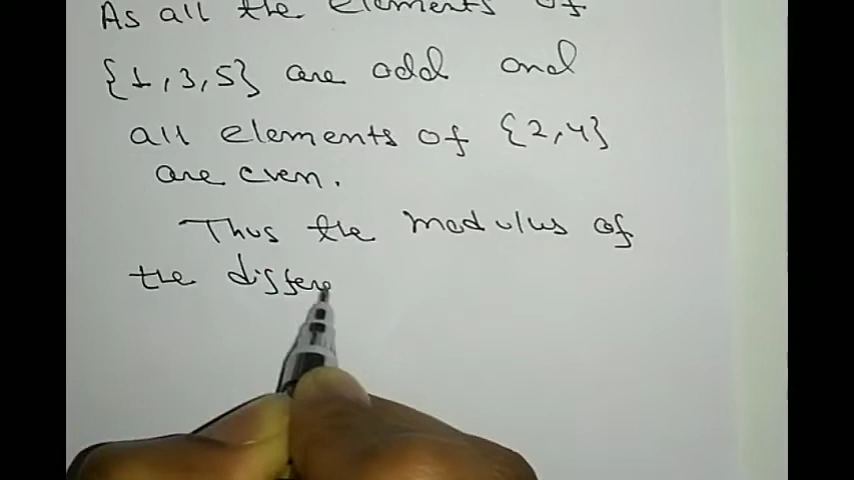 As all the elements of
{1, 3, 5} are odd and
all elements of {2, 4}
are even.
Thus the modulus of
the differe